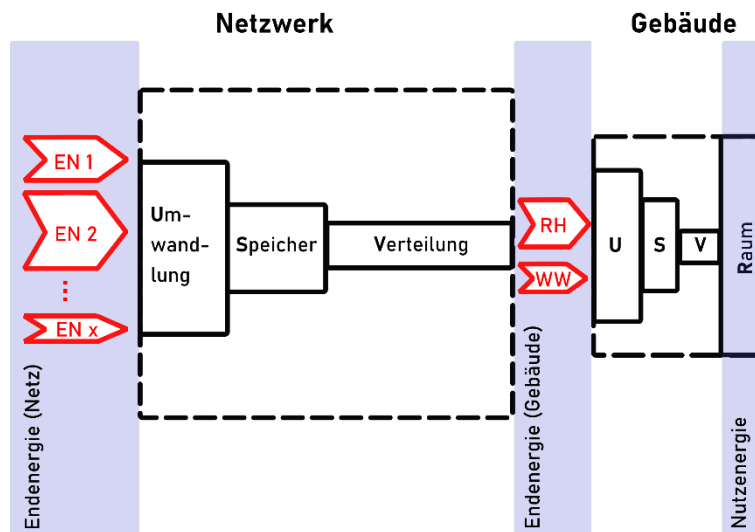 Netzwerk
Gebäude
EN 1
EN 2
...
EN x
Um-
wand-
lung
Speicher
Verteilung
RH
WW
U
S
V
Raum
Endenergie (Netz)
Endenergie (Gebäude)
Nutzenergie